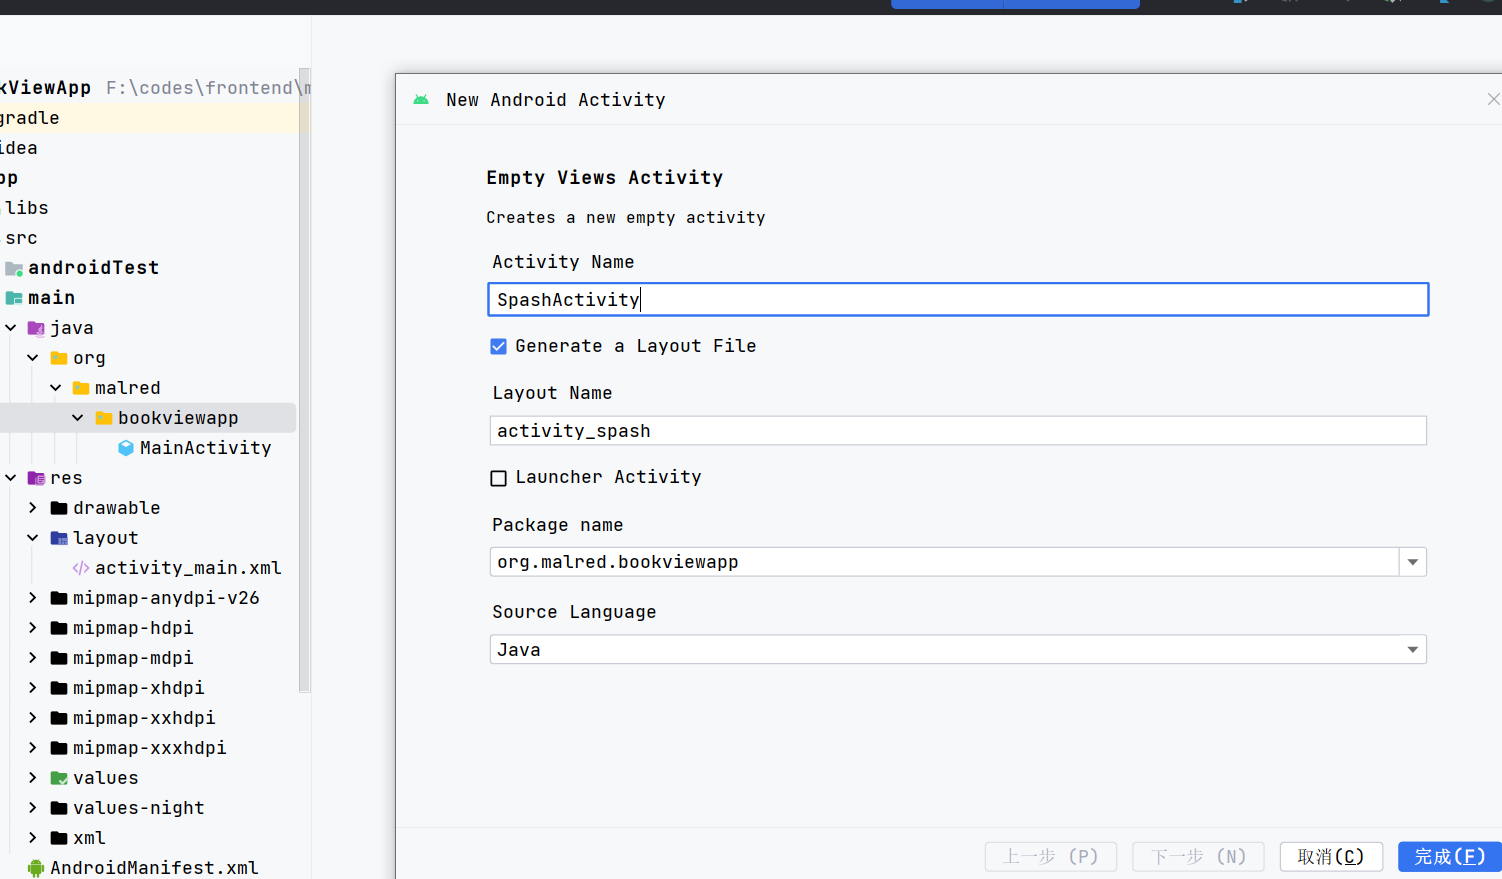 kViewApp F:\codes\frontend\m
gradle
idea
pp
libs
src
androidTest
main
java
org
malred
bookviewapp
MainActivity
res
drawable
layout
activity_main.xml
mipmap-anydpi-v26
mipmap-hdpi
mipmap-mdpi
mipmap-xhdpi
mipmap-xxhdpi
mipmap-xxxhdpi
values
values-night
xml
AndroidManifest.xml
New Android Activity
Empty Views Activity
Creates a new empty activity
Activity Name
SpashActivity
Generate a Layout File
Layout Name
activity_spash
Launcher Activity
Package name
org.malred.bookviewapp
Source Language
Java
上一步 (P) 下一步 (N) 取消(C) 完成(F)